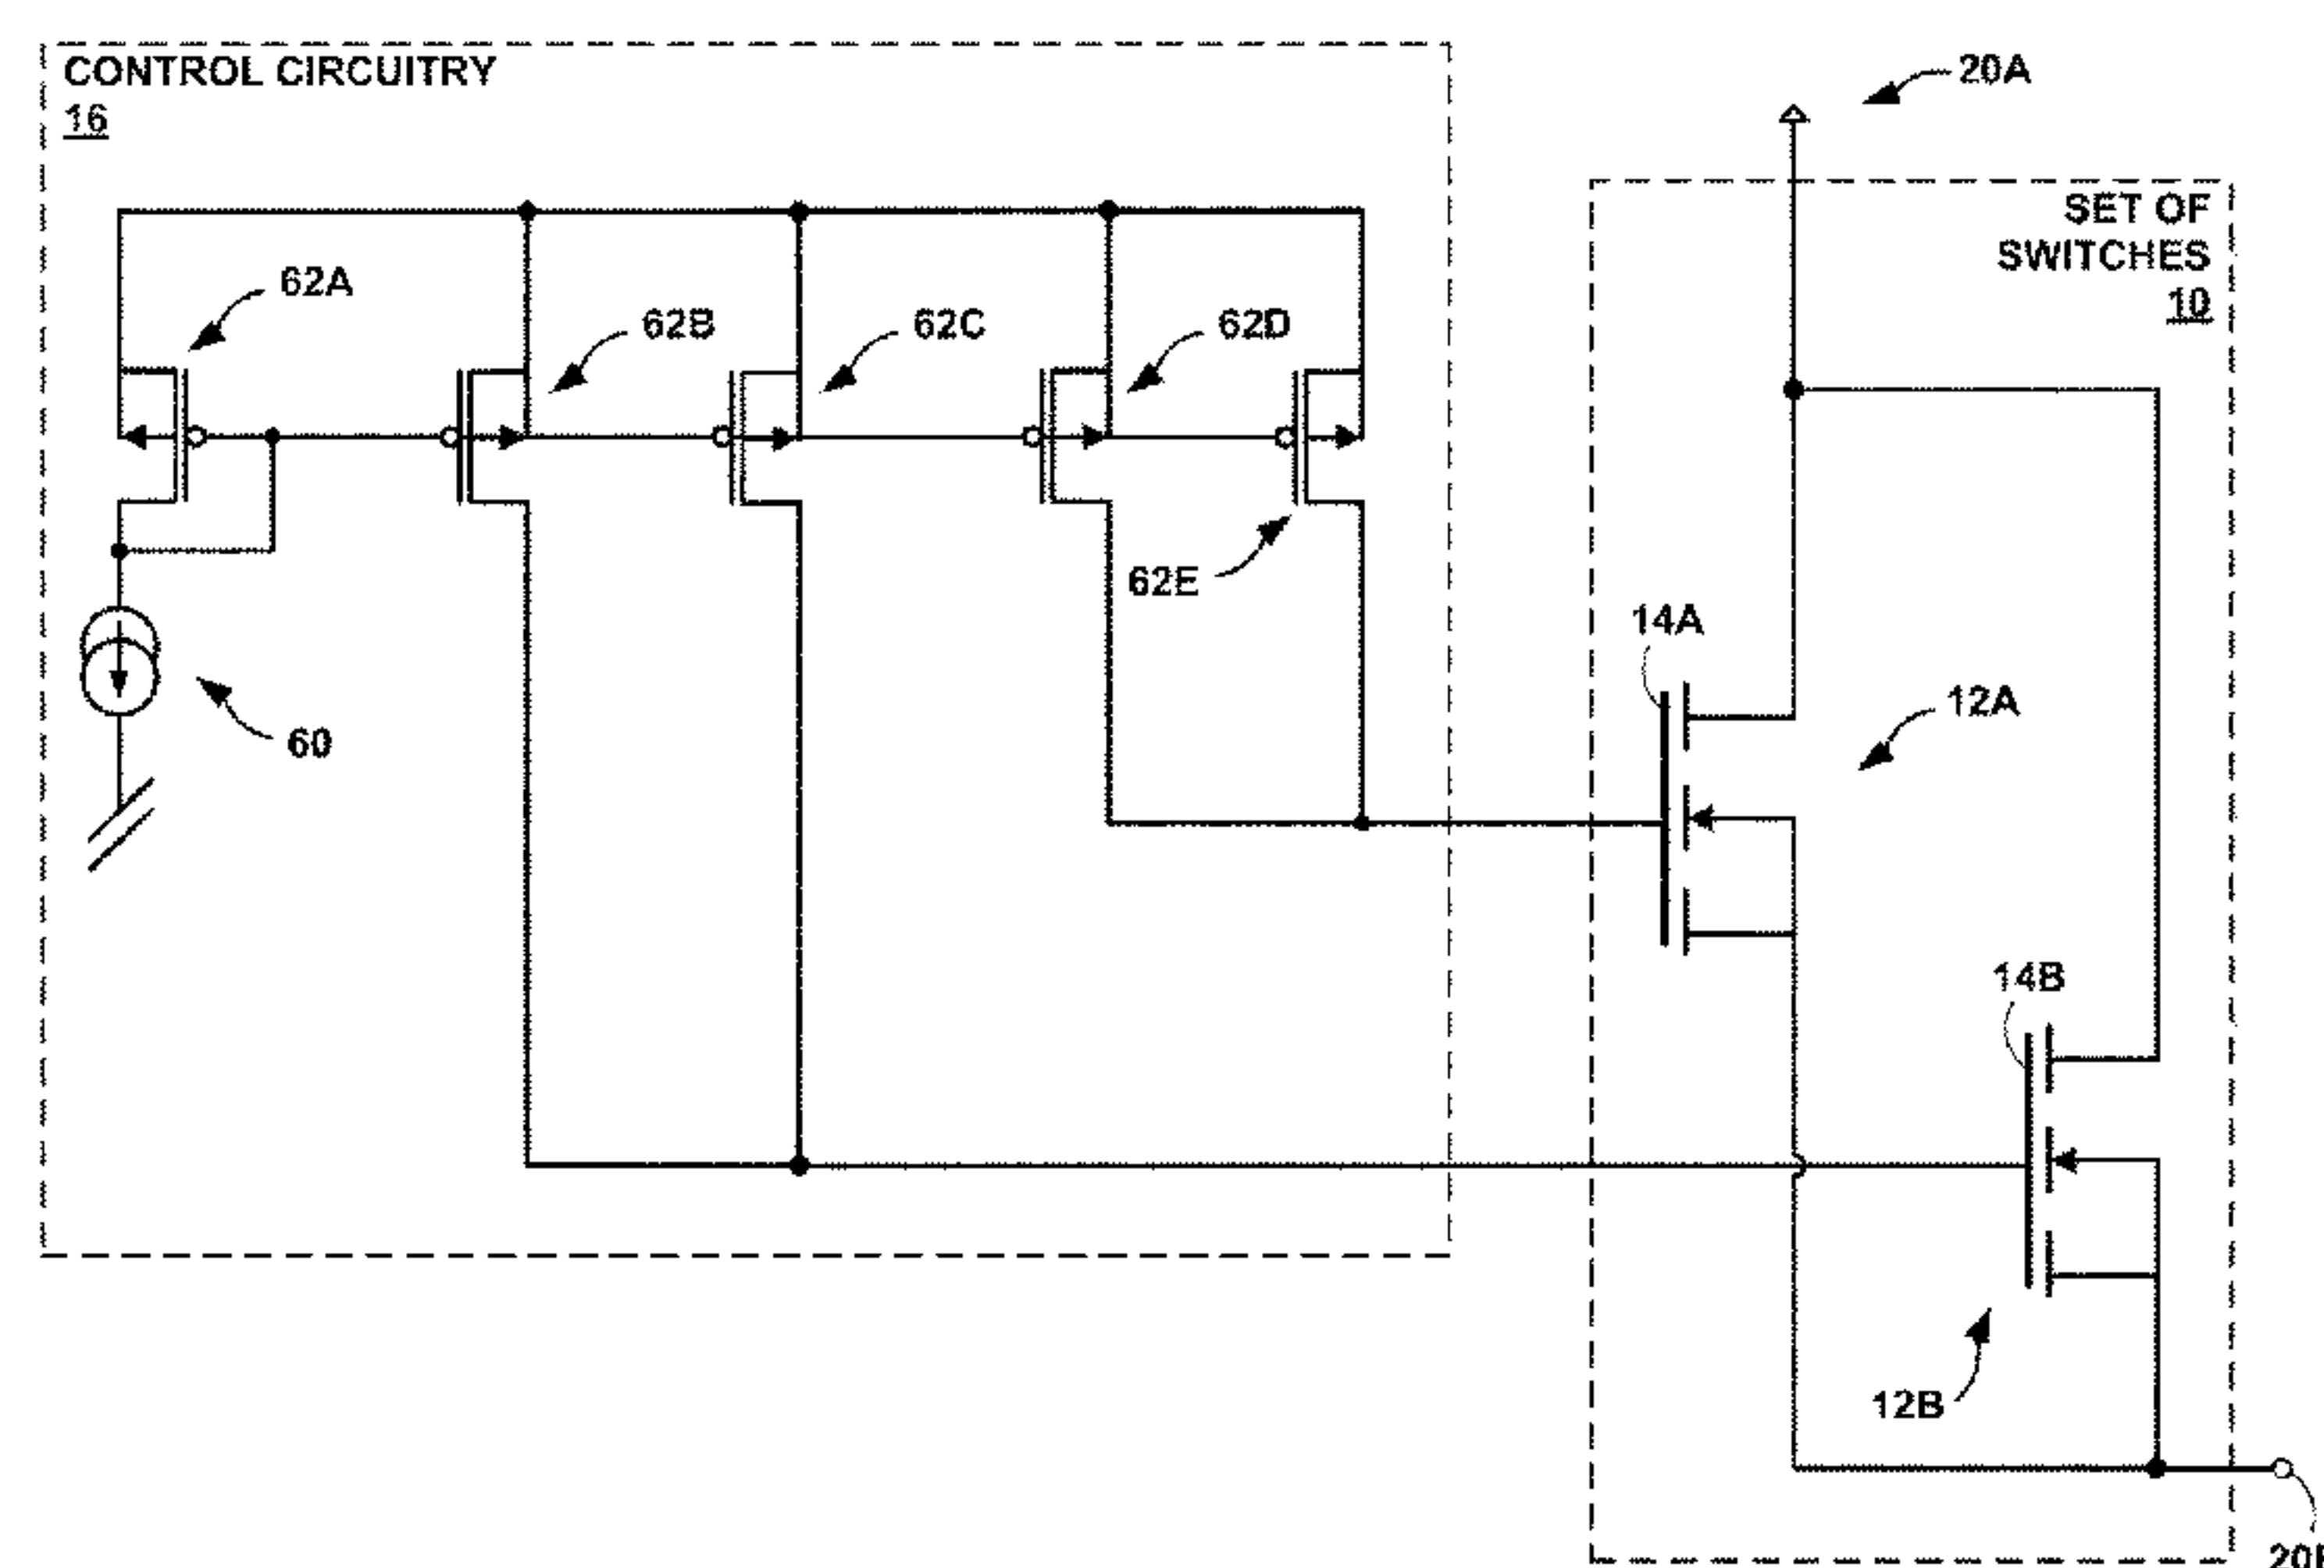 CONTROL CIRCUITRY
16
20A
SET OF
SWITCHES
10
62A
62B
62C
62D
62E
14A
12A
60
14B
12B